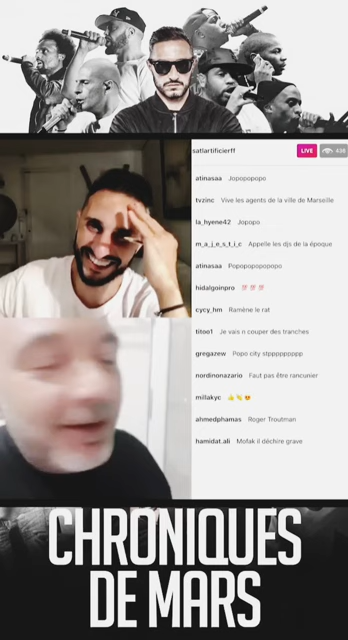 satlartificierff LIVE 436
atinasaa Jopopopopo
tvzinc Vive les agents de la ville de Marseille
la_hyene42 Jopopo
m_a_j_e_s_t_i_c Appelle les djs de la époque
atinasaa Popopopopopopo
hidalgoinpro 💯 💯 💯
cycy_hm Ramène le rat
titoo1 Je vais n couper des tranches
gregazew Popo city stppppppppp
nordinonazario Faut pas être rancunier
millakyc 👍 👏 😍
ahmedphamas Roger Troutman
hamidat.ali Mofak il déchire grave
CHRONIQUES
DE MARS